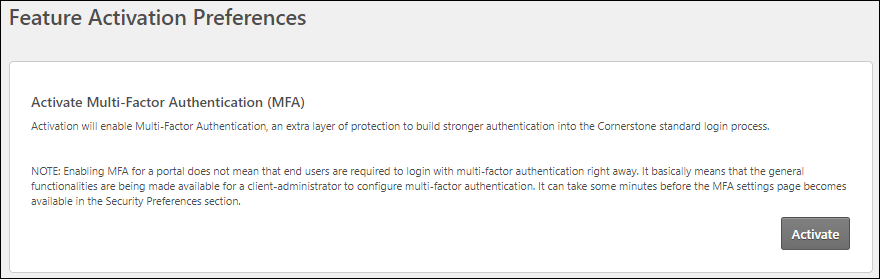 Feature Activation Preferences
Activate Multi-Factor Authentication (MFA)
Activation will enable Multi-Factor Authentication, an extra layer of protection to build stronger authentication into the Cornerstone standard login process.
NOTE: Enabling MFA for a portal does not mean that end users are required to login with multi-factor authentication right away. It basically means that the general
functionalities are being made available for a client-administrator to configure multi-factor authentication. It can take some minutes before the MFA settings page becomes
available in the Security Preferences section.
Activate